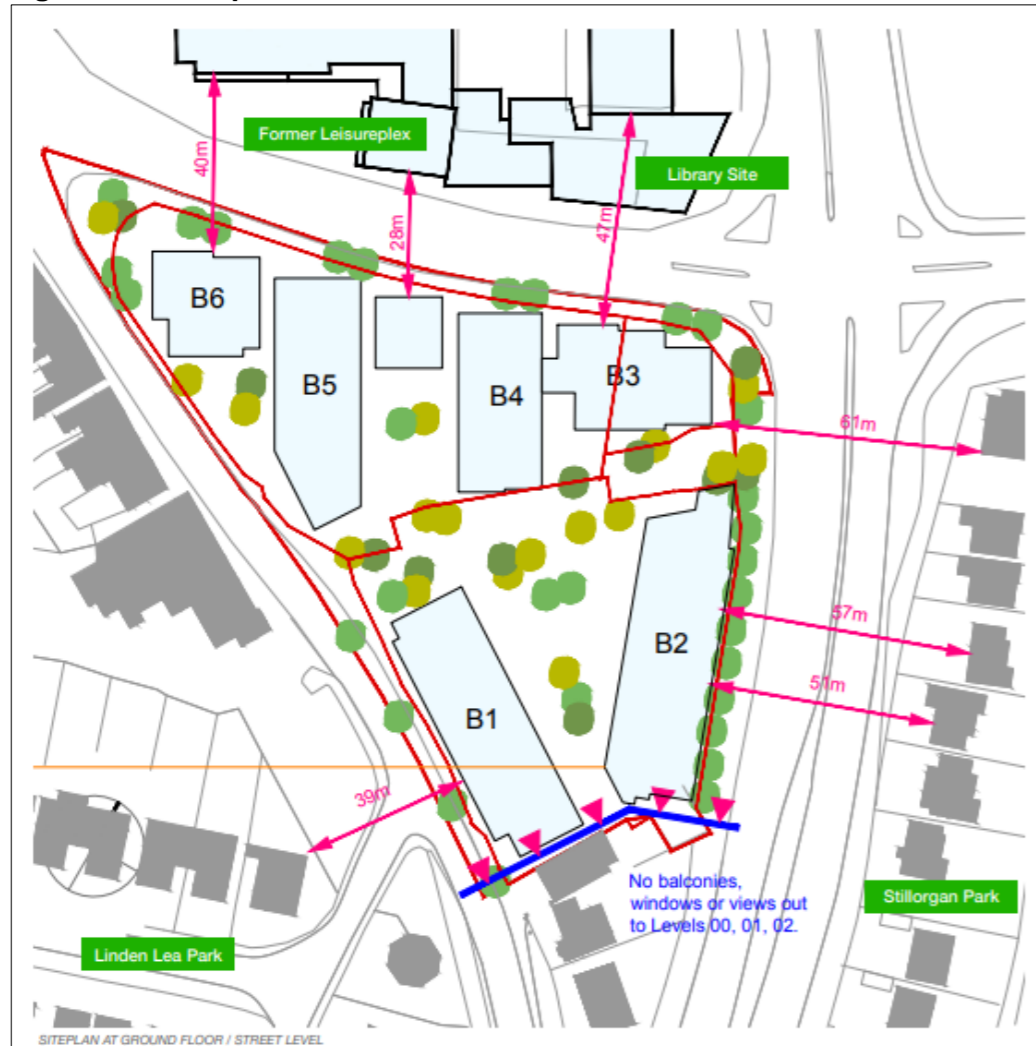 Former Leisureplex
40m
28m
47m
Library Site
B6
B5
B4
B3
61m
57m
B2
51m
B1
39m
No balconies,
windows or views out
to Levels 00, 01, 02.
Stillorgan Park
Linden Lea Park
SITEPLAN AT GROUND FLOOR / STREET LEVEL